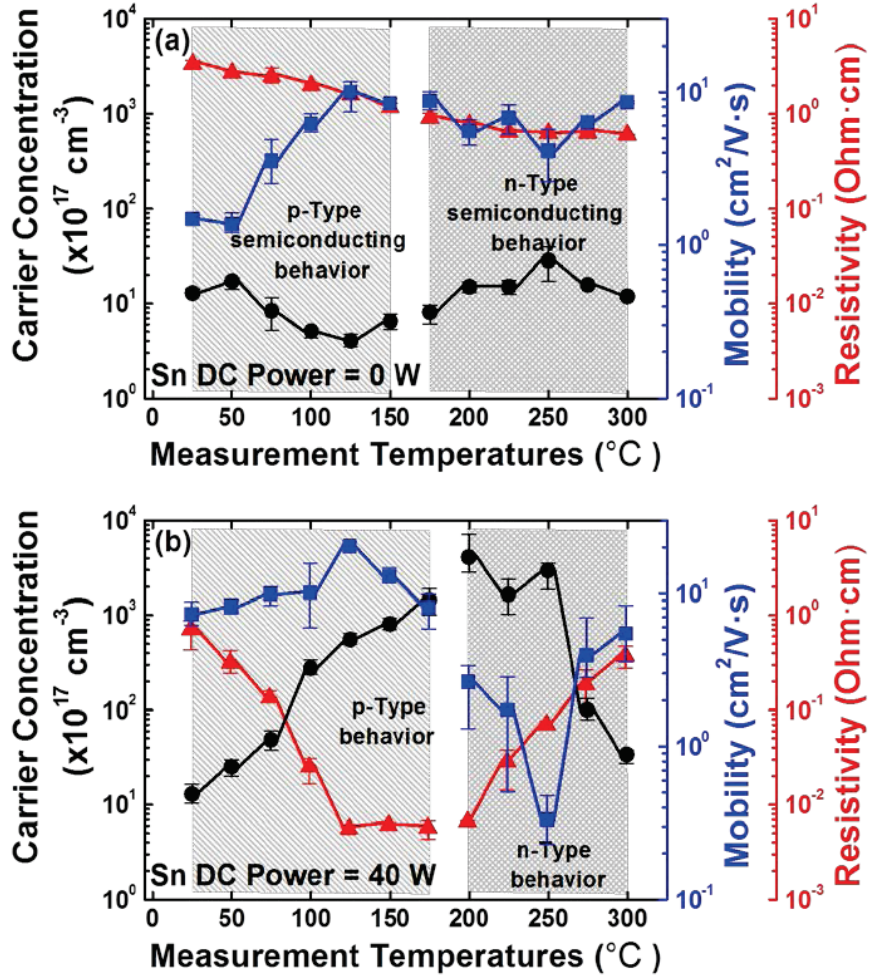 (a)
Carrier Concentration
(x10^17 cm^-3)
10^4
10^3
10^2
10^1
10^0
p-Type
semiconducting
behavior
n-Type
semiconducting
behavior
Sn DC Power = 0 W
0 50 100 150 200 250 300
Measurement Temperatures (°C )
10^1
10^0
10^-1
Mobility (cm^2/V·s)
10^1
10^0
10^-1
10^-2
10^-3
Resistivity (Ohm·cm)
(b)
Carrier Concentration
(x10^17 cm^-3)
10^4
10^3
10^2
10^1
10^0
p-Type
behavior
n-Type
behavior
Sn DC Power = 40 W
0 50 100 150 200 250 300
Measurement Temperatures (°C )
10^1
10^0
10^-1
Mobility (cm^2/V·s)
10^1
10^0
10^-1
10^-2
10^-3
Resistivity (Ohm·cm)